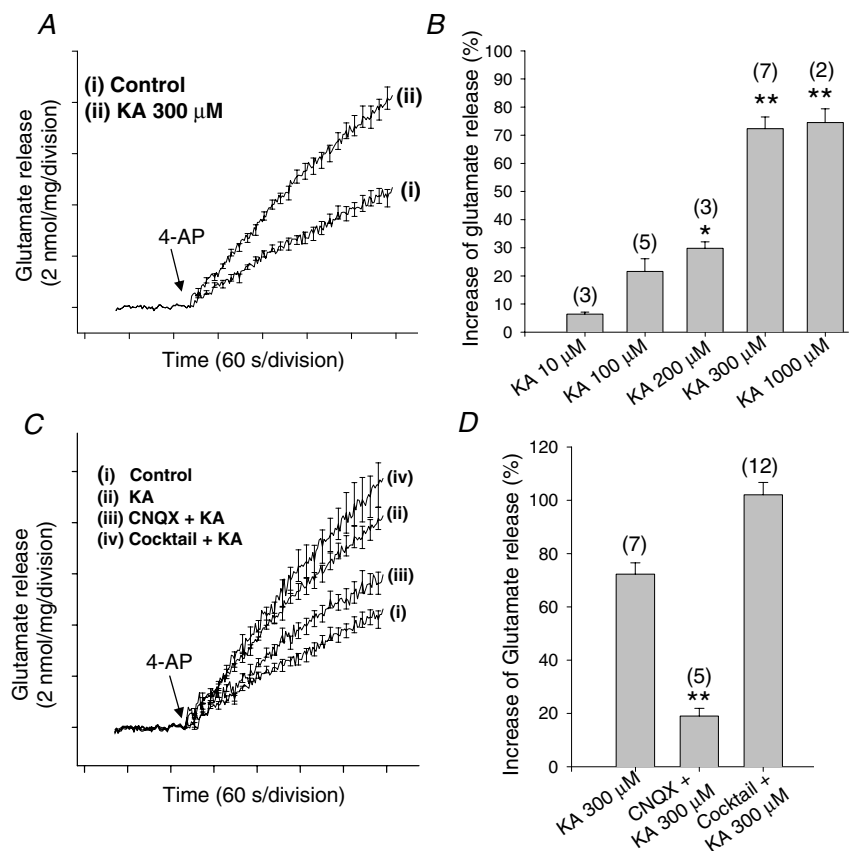 A
(i) Control
(ii) KA 300 μM
(ii)
(i)
4-AP
Glutamate release
(2 nmol/mg/division)
Time (60 s/division)
B
Increase of glutamate release (%)
100
90
80
70
60
50
40
30
20
10
0
(3)
(5)
(3)
*
(7)
**
(2)
**
KA 10 μM
KA 100 μM
KA 200 μM
KA 300 μM
KA 1000 μM
C
(i) Control
(ii) KA
(iii) CNQX + KA
(iv) Cocktail + KA
(iv)
(ii)
(iii)
(i)
4-AP
Glutamate release
(2 nmol/mg/division)
Time (60 s/division)
D
Increase of Glutamate release (%)
120
100
80
60
40
20
0
(7)
(5)
**
(12)
KA 300 μM
CNQX +
KA 300 μM
Cocktail +
KA 300 μM